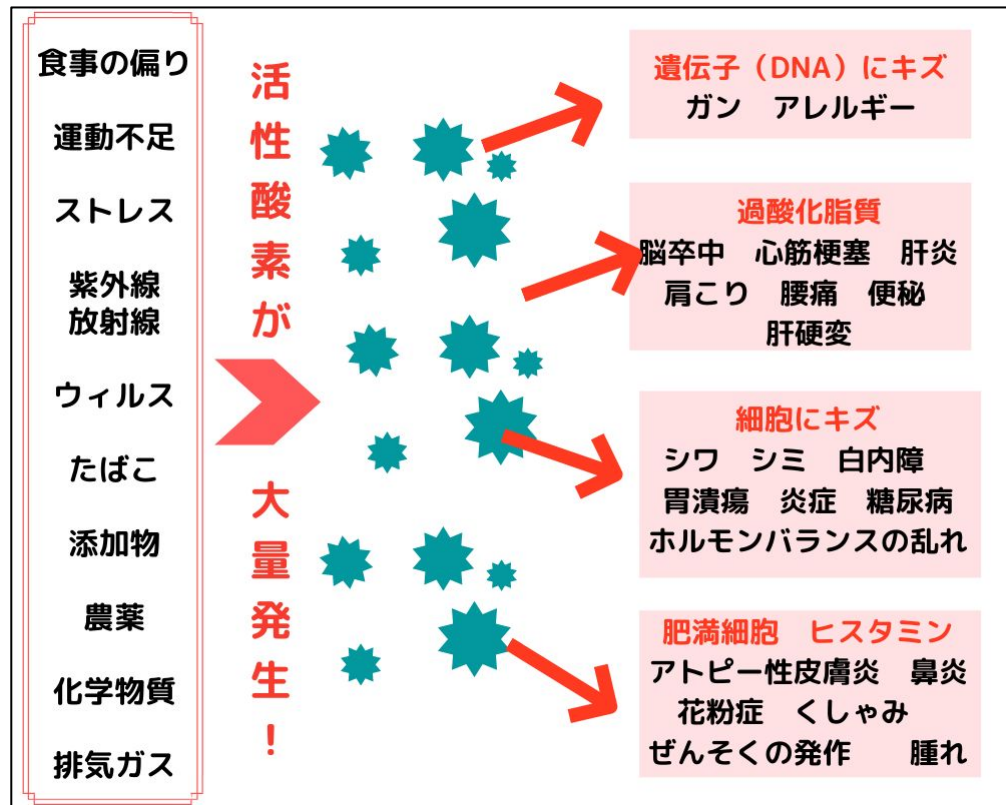 食事の偏り
運動不足
ストレス
紫外線
放射線
ウィルス
たばこ
添加物
農薬
化学物質
排気ガス
活性酸素が
大量発生!
遺伝子（DNA）にキズ
ガン　アレルギー
過酸化脂質
脳卒中　心筋梗塞　肝炎
肩こり　腰痛　便秘
肝硬変
細胞にキズ
シワ　シミ　白内障
胃潰瘍　炎症　糖尿病
ホルモンバランスの乱れ
肥満細胞　ヒスタミン
アトピー性皮膚炎　鼻炎
花粉症　くしゃみ
ぜんそくの発作　腫れ